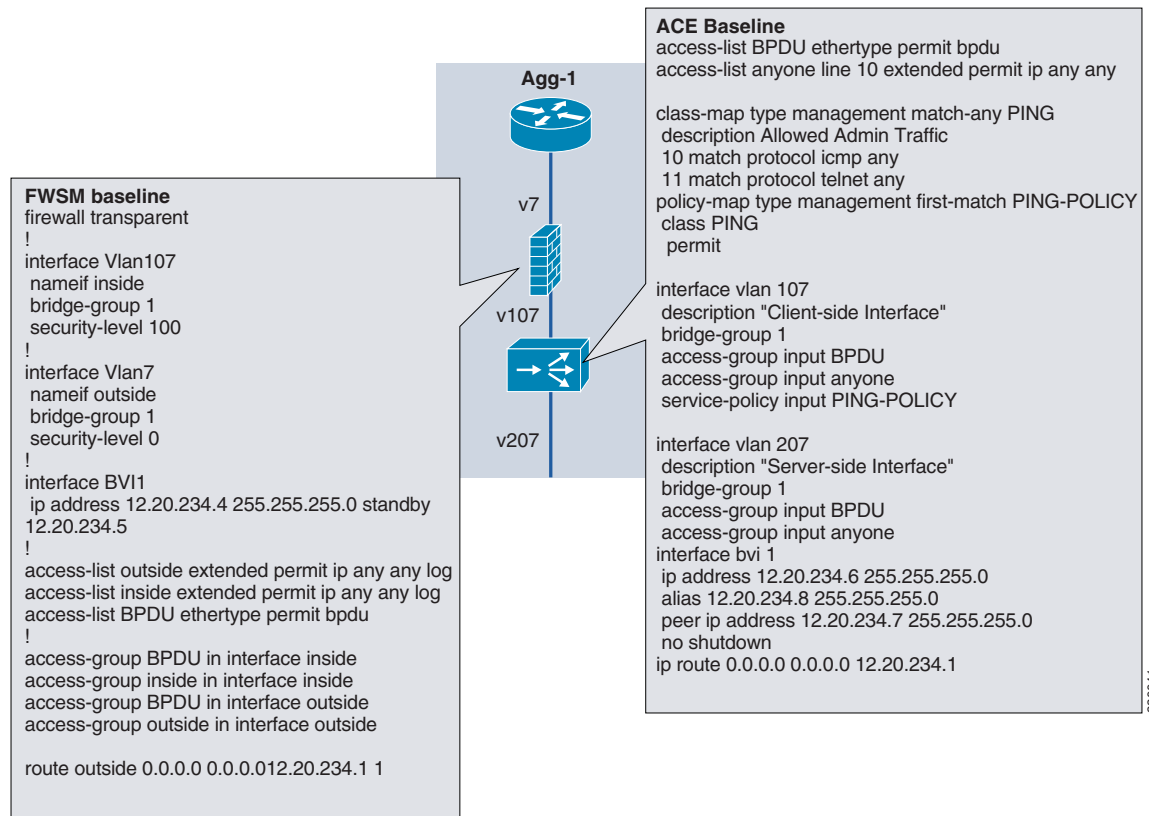 ACE Baseline
access-list BPDU ethertype permit bpdu
access-list anyone line 10 extended permit ip any any
class-map type management match-any PING
description Allowed Admin Traffic
10 match protocol icmp any
11 match protocol telnet any
policy-map type management first-match PING-POLICY
class PING
permit
interface vlan 107
description "Client-side Interface"
bridge-group 1
access-group input BPDU
access-group input anyone
service-policy input PING-POLICY
interface vlan 207
description "Server-side Interface"
bridge-group 1
access-group input BPDU
access-group input anyone
interface bvi 1
ip address 12.20.234.6 255.255.255.0
alias 12.20.234.8 255.255.255.0
peer ip address 12.20.234.7 255.255.255.0
no shutdown
ip route 0.0.0.0 0.0.0.0 12.20.234.1
Agg-1
v7
v107
v207
FWSM baseline
firewall transparent
!
interface Vlan107
nameif inside
bridge-group 1
security-level 100
!
interface Vlan7
nameif outside
bridge-group 1
security-level 0
!
interface BVI1
ip address 12.20.234.4 255.255.255.0 standby
12.20.234.5
!
access-list outside extended permit ip any any log
access-list inside extended permit ip any any log
access-list BPDU ethertype permit bpdu
!
access-group BPDU in interface inside
access-group inside in interface inside
access-group BPDU in interface outside
access-group outside in interface outside
route outside 0.0.0.0 0.0.0.012.20.234.1 1